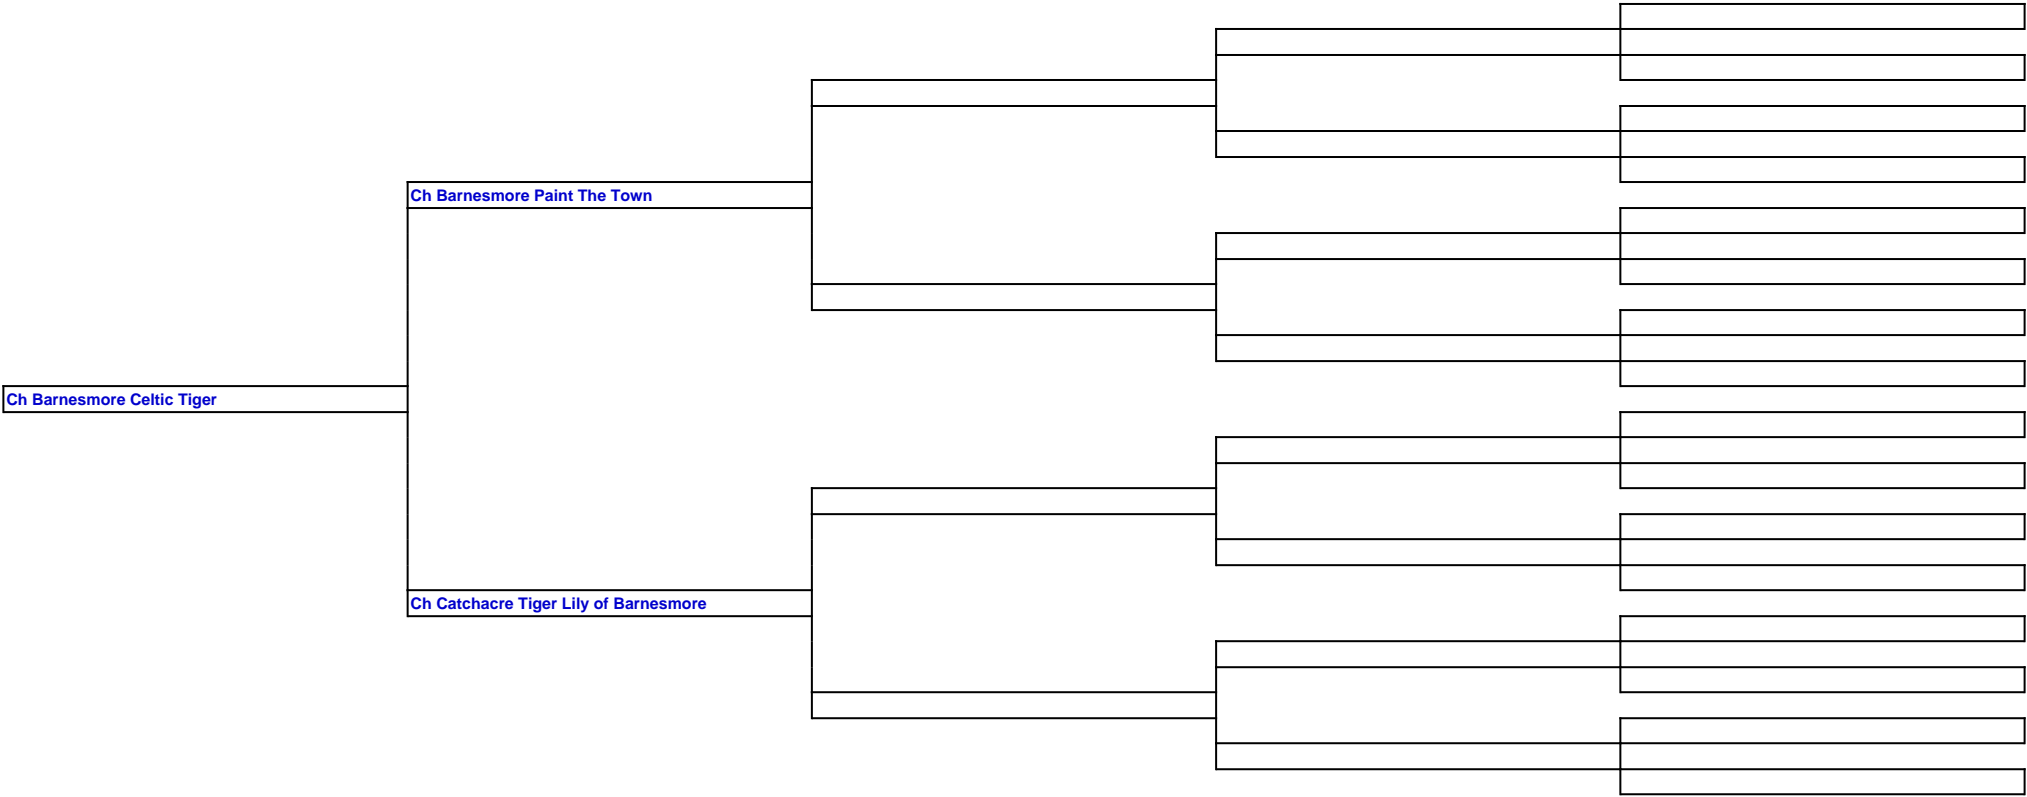 Ch Barnesmore Paint The Town
Ch Barnesmore Celtic Tiger
Ch Catchacre Tiger Lily of Barnesmore